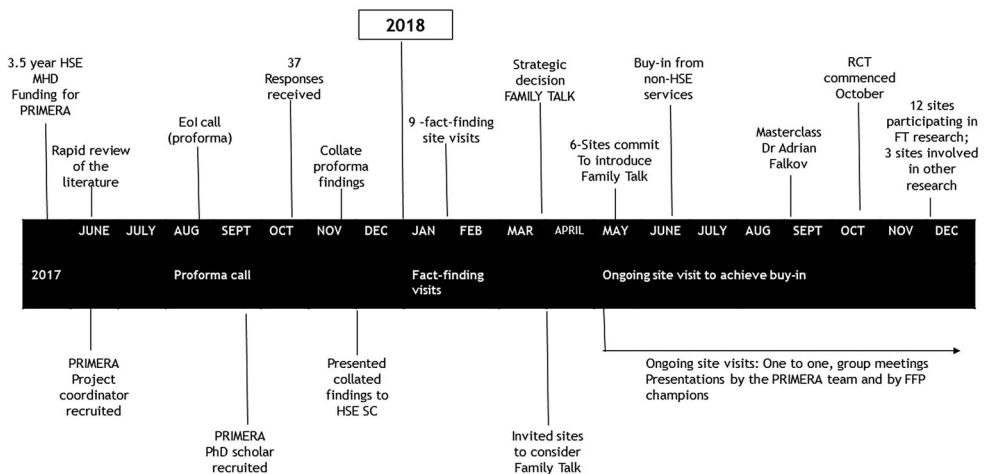 2018
3.5 year HSE
MHD
Funding for
PRIMERA
Rapid review
of the
literature
EoI call
(proforma)
37
Responses
received
Collate
proforma
findings
9 -fact-finding
site visits
Strategic
decision
FAMILY TALK
6-Sites commit
To introduce
Family Talk
Buy-in from
non-HSE
services
Masterclass
Dr Adrian
Falkov
RCT
commenced
October
12 sites
participating in
FT research;
3 sites involved
in other
research
JUNE JULY AUG SEPT OCT NOV DEC JAN FEB MAR APRIL MAY JUNE JULY AUG SEPT OCT NOV DEC
2017
Proforma call
Fact-finding
visits
Ongoing site visit to achieve buy-in
PRIMERA
Project
coordinator
recruited
PRIMERA
PhD scholar
recruited
Presented
collated
findings to
HSE SC
Invited sites
to consider
Family Talk
Ongoing site visits: One to one, group meetings
Presentations by the PRIMERA team and by FFP
champions